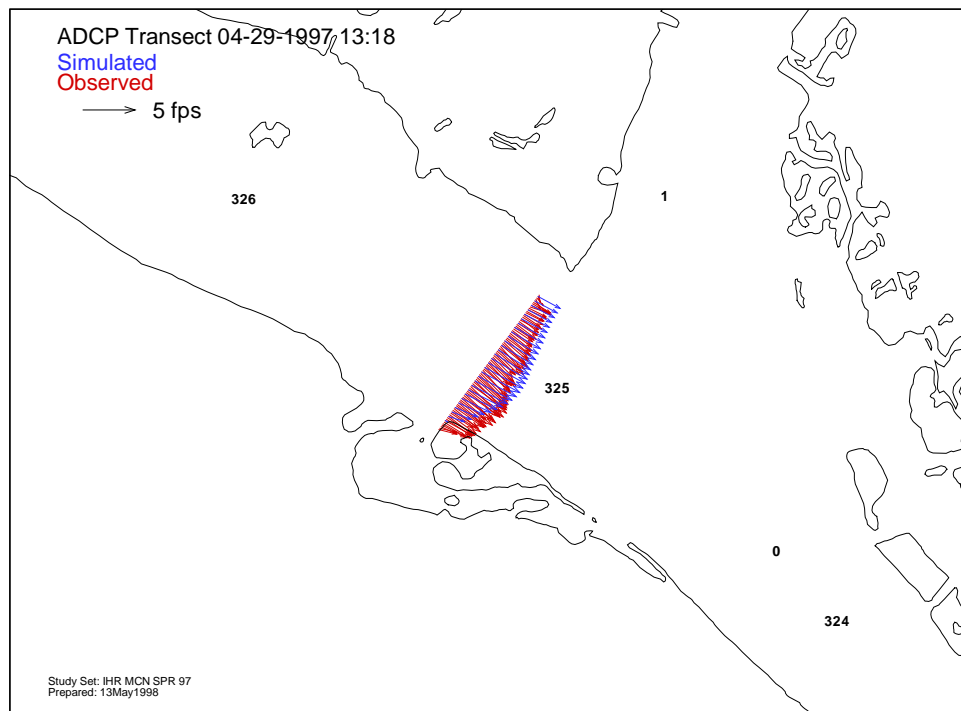 ADCP Transect 04-29-1997 13:18
Simulated
Observed
5 fps
326
1
325
0
324
Study Set: IHR MCN SPR 97
Prepared: 13May1998